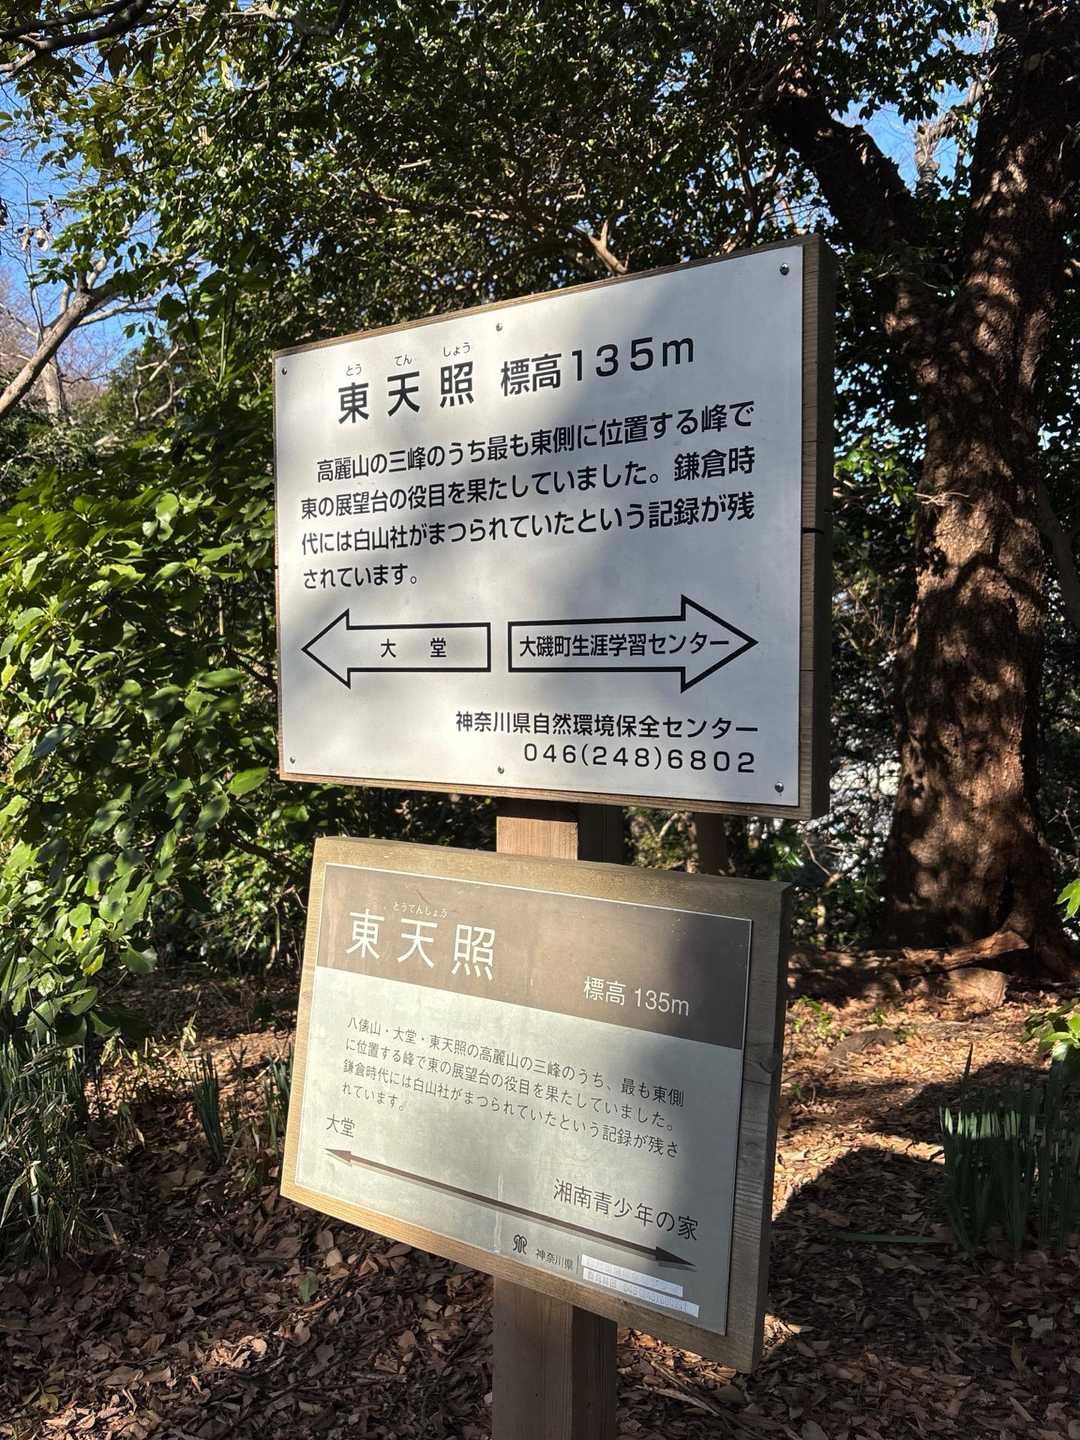 とう てん しょう
東天照 標高135m
高麗山の三峰のうち最も東側に位置する峰で
東の展望台の役目を果たしていました。鎌倉時
代には白山社がまつられていたという記録が残
されています。
大堂 大磯町生涯学習センター
神奈川県自然環境保全センター
046(248)6802
とうてんしょう
東天照
標高 135m
八俵山・大堂・東天照の高麗山の三峰のうち、最も東側
に位置する峰で東の展望台の役目を果たしていました。
鎌倉時代には白山社がまつられていたという記録が残さ
れています。
大堂
湘南青少年の家
神奈川県